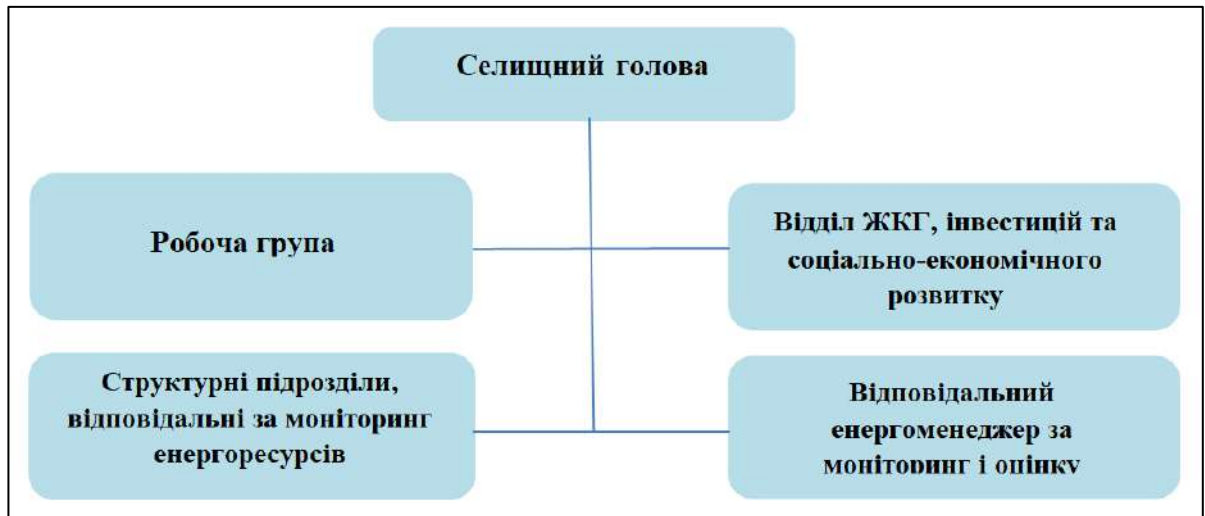 Селищний голова
Робоча група
Відділ ЖКГ, інвестицій та
соціально-економічного
розвитку
Структурні підрозділи,
відповідальні за моніторинг
енергоресурсів
Відповідальний
енергоменеджер за
моніторинг і оцінку